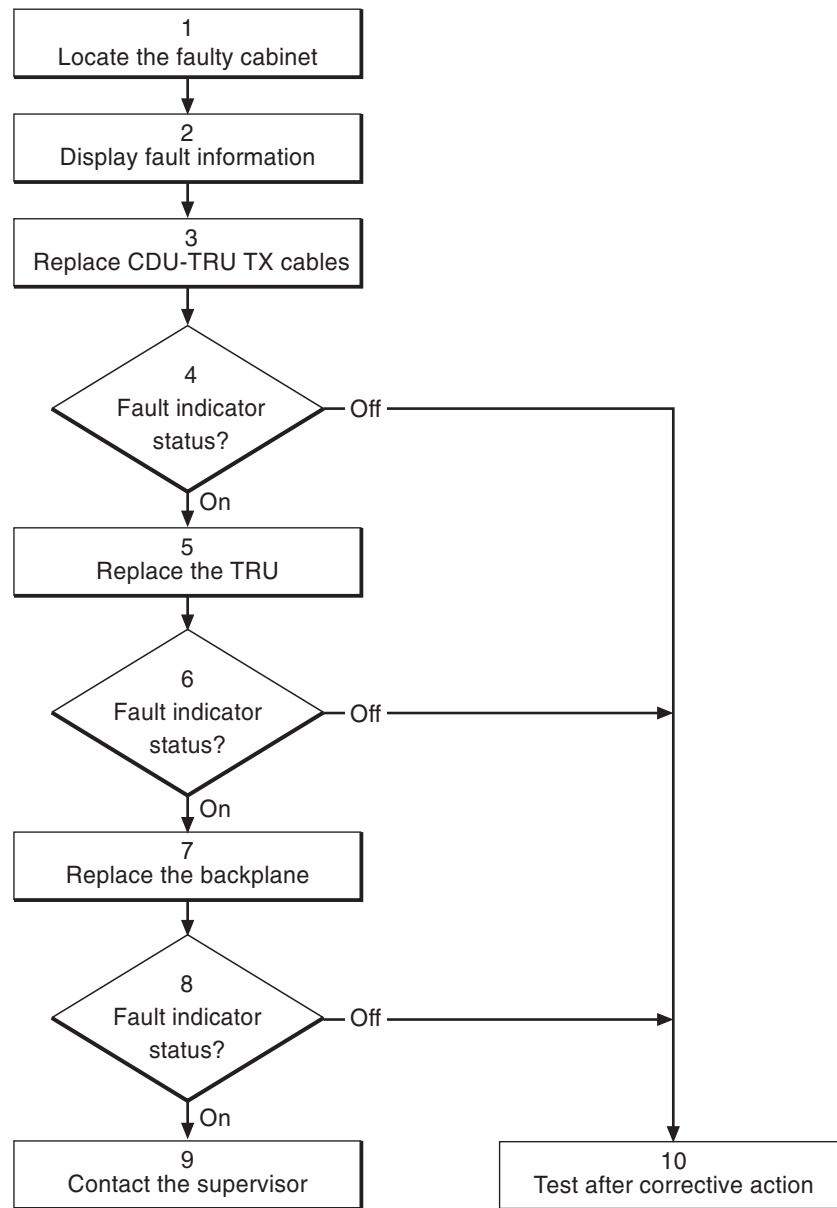 1
Locate the faulty cabinet
2
Display fault information
3
Replace CDU-TRU TX cables
4
Fault indicator
status?
Off
On
5
Replace the TRU
6
Fault indicator
status?
Off
On
7
Replace the backplane
8
Fault indicator
status?
Off
On
9
Contact the supervisor
10
Test after corrective action